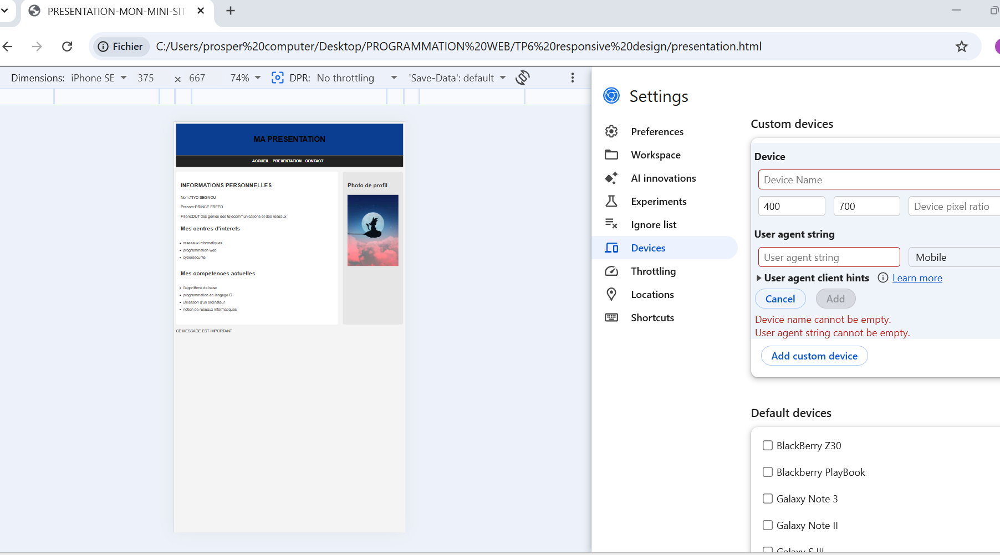 PRESENTATION-MON-MINI-SIT
Fichier C:/Users/prosper%20computer/Desktop/PROGRAMMATION%20WEB/TP6%20responsive%20design/presentation.html
Dimensions: iPhone SE 375 × 667 74% DPR: No throttling 'Save-Data': default
MA PRESENTATION
ACCUEIL PRESENTATION CONTACT
INFORMATIONS PERSONNELLES
Nom:TIYO SEGNOU
Prenom:PRINCE FREED
Filiere:DUT des genies des telecommunications et des reseaux
Mes centres d'interets
• reseeaux informatiques
• programmation web
• cybersecurite
Mes competences actuelles
• l'algorithme de base
• programmation en langage C
• utilisation d'un ordinateur
• notion de reseaux informatiques
Photo de profil
CE MESSAGE EST IMPORTANT
Settings
Preferences
Workspace
AI innovations
Experiments
Ignore list
Devices
Throttling
Locations
Shortcuts
Custom devices
Device
Device Name
400 700 Device pixel ratio
User agent string
User agent string Mobile
User agent client hints Learn more
Cancel Add
Device name cannot be empty.
User agent string cannot be empty.
Add custom device
Default devices
BlackBerry Z30
Blackberry PlayBook
Galaxy Note 3
Galaxy Note II
Galaxy S III